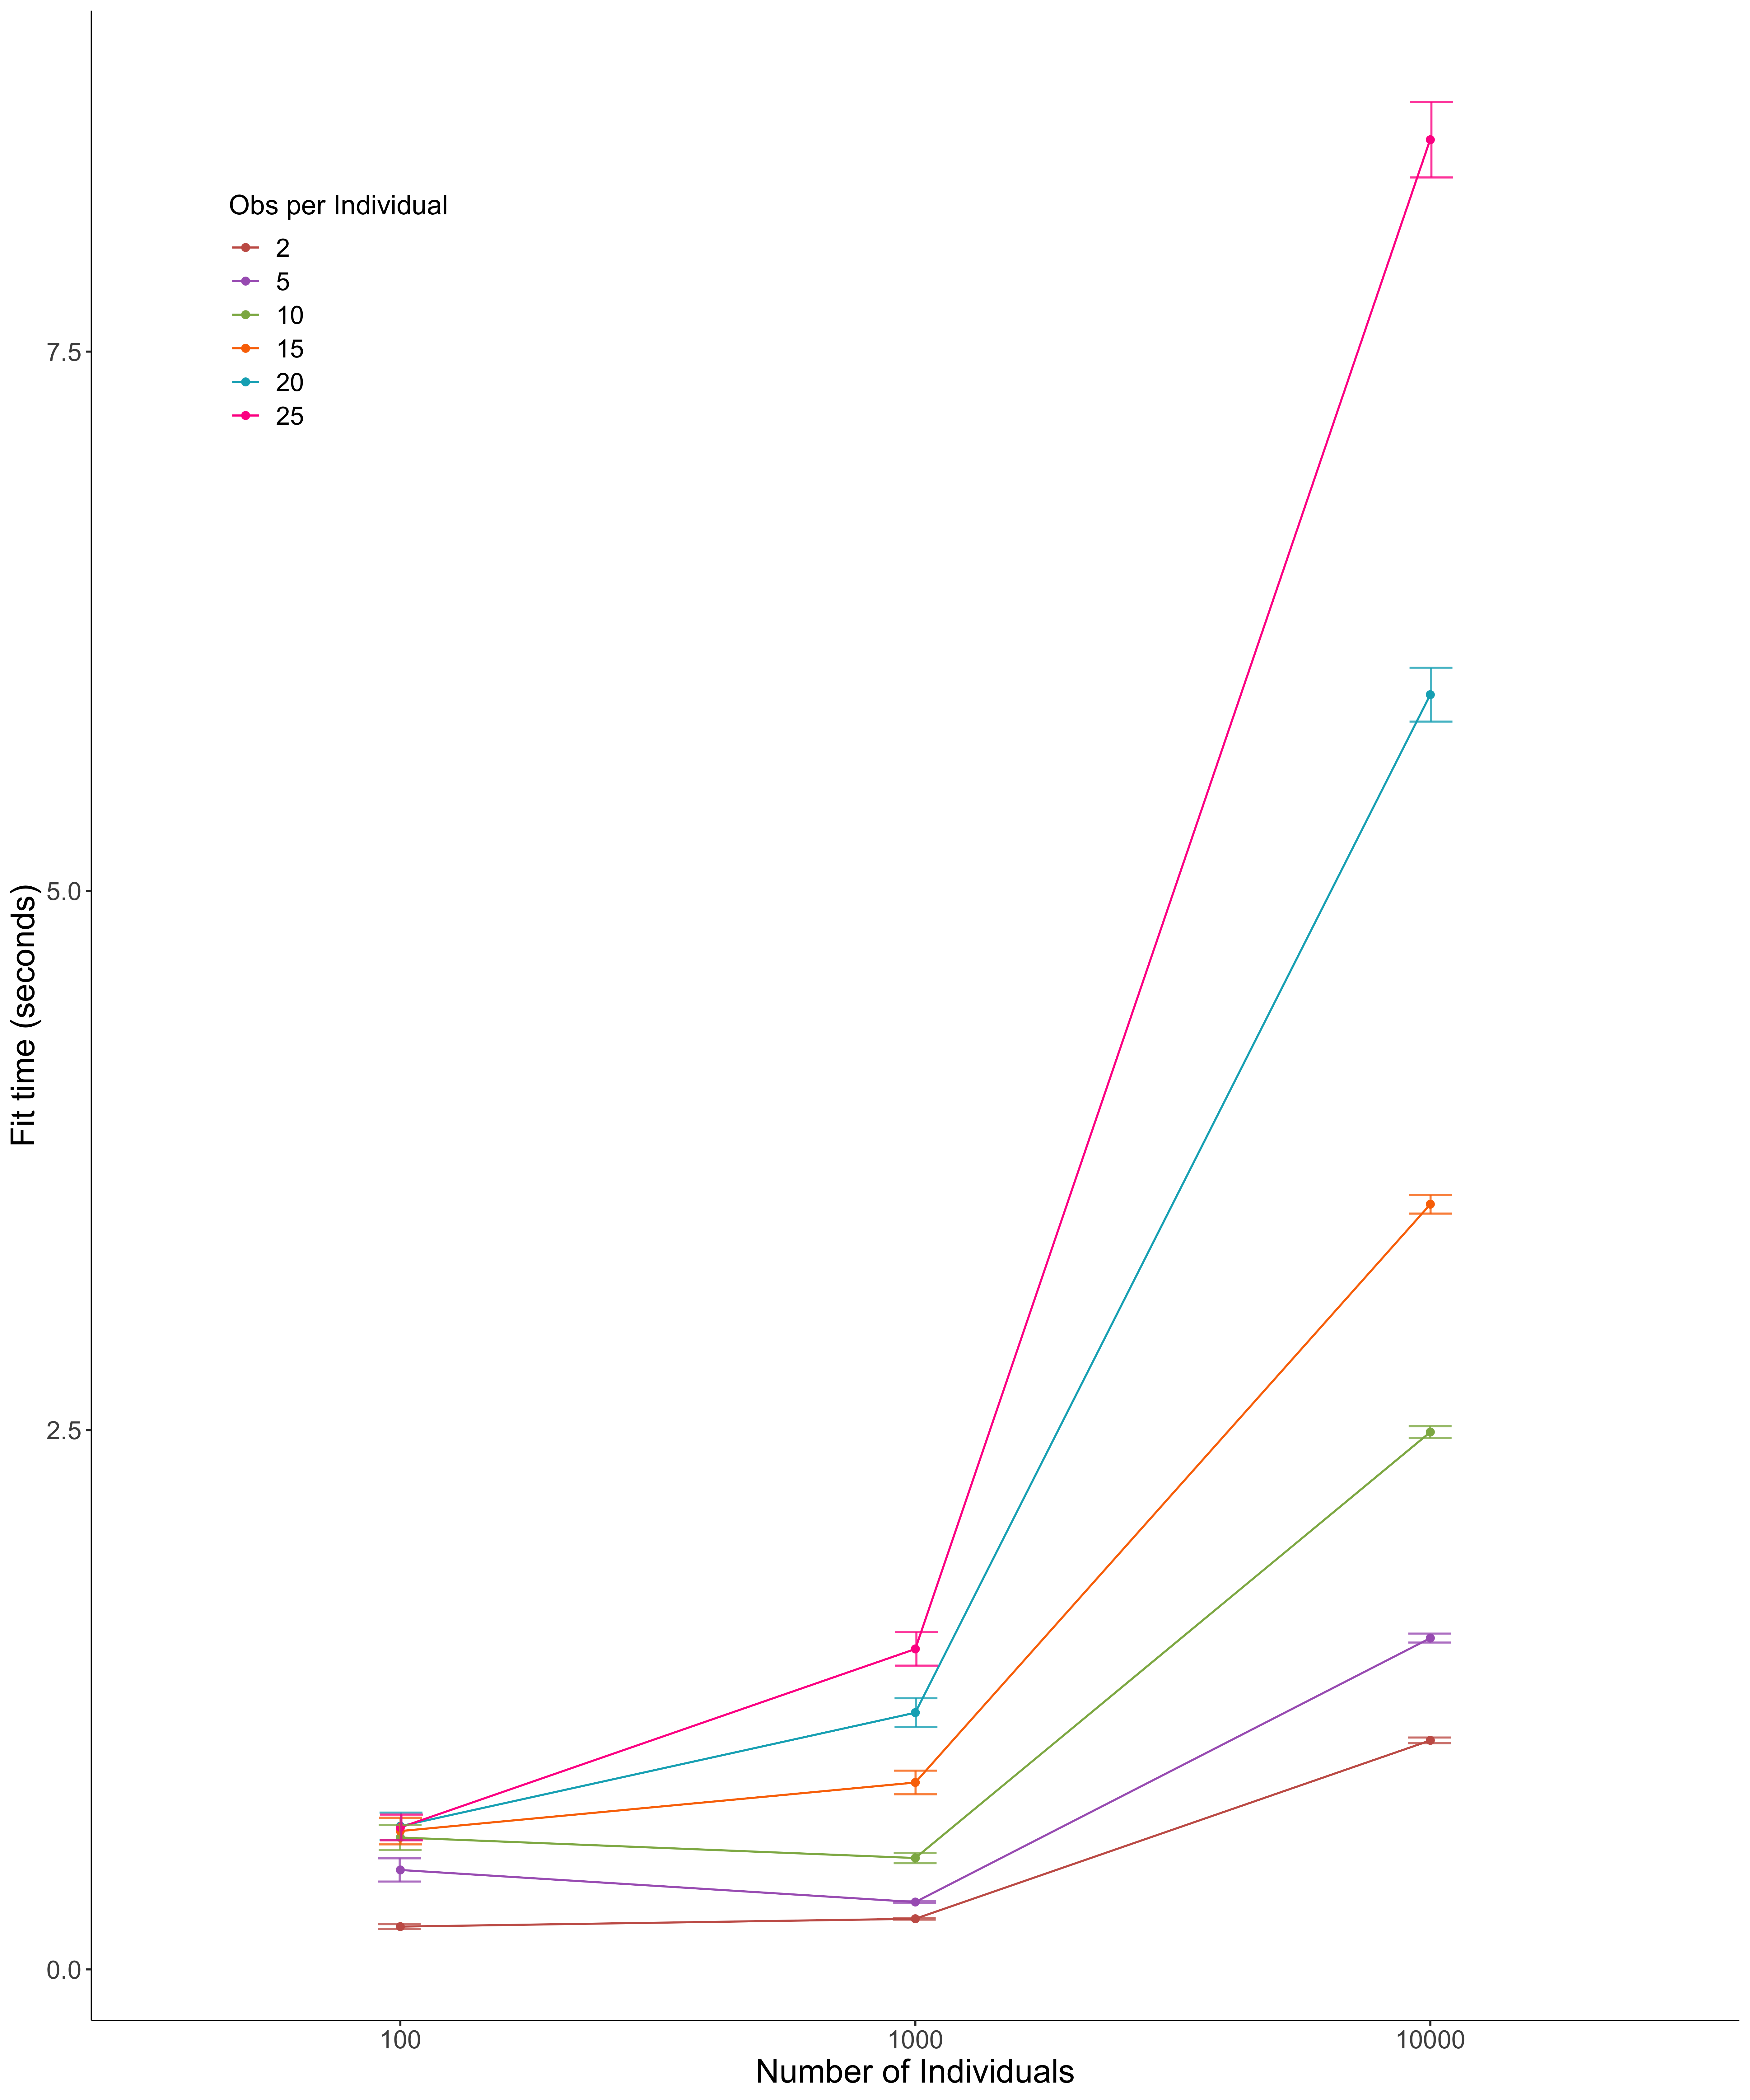 Obs per Individual
2
5
10
15
20
25
7.5
5.0
2.5
0.0
Fit time (seconds)
100 1000 10000
Number of Individuals